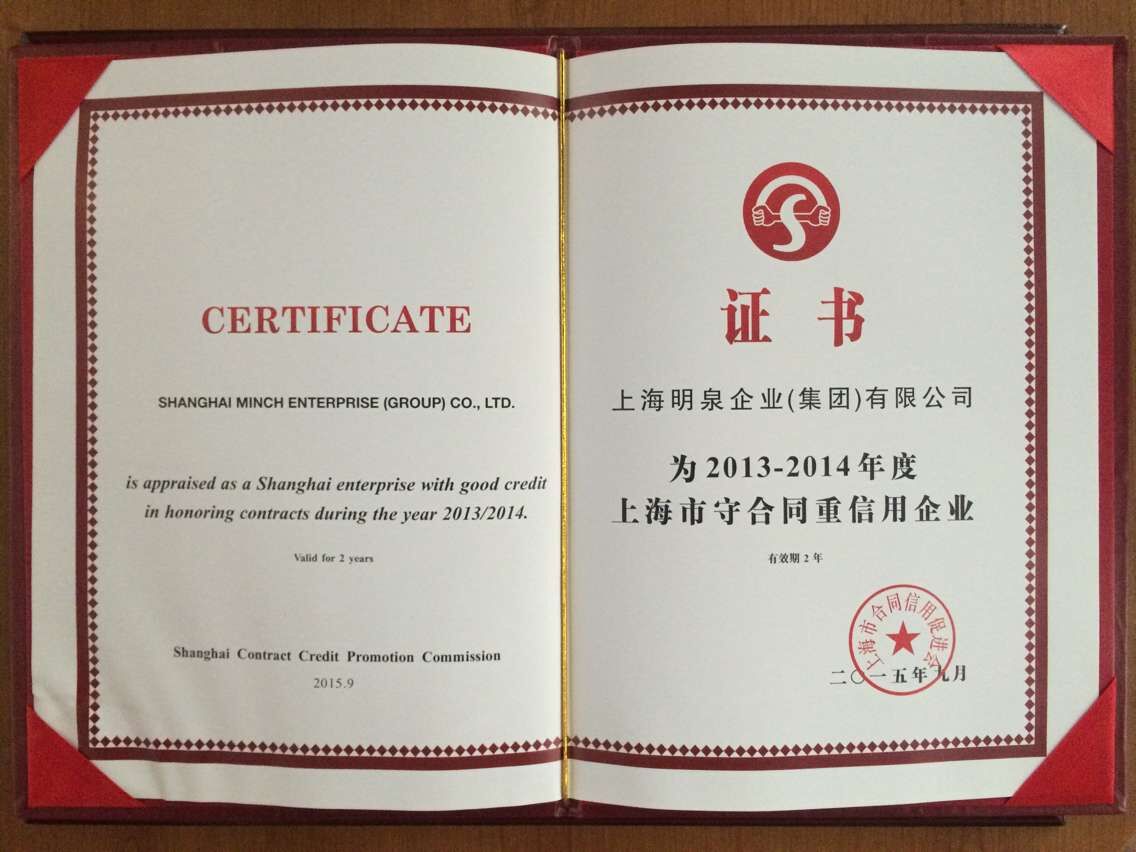 CERTIFICATE
SHANGHAI MINCH ENTERPRISE (GROUP) CO., LTD.
is appraised as a Shanghai enterprise with good credit
in honoring contracts during the year 2013/2014.
Valid for 2 years
Shanghai Contract Credit Promotion Commission
2015.9
证书
上海明泉企业(集团)有限公司
为2013-2014年度
上海市守合同重信用企业
有效期2年
上海市合同信用促进会
二〇一五年九月